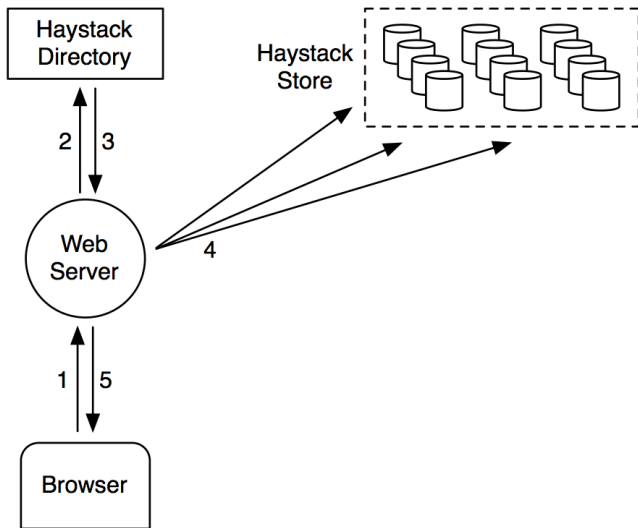 Haystack
Directory
Haystack
Store
2
3
Web
Server
4
1
5
Browser